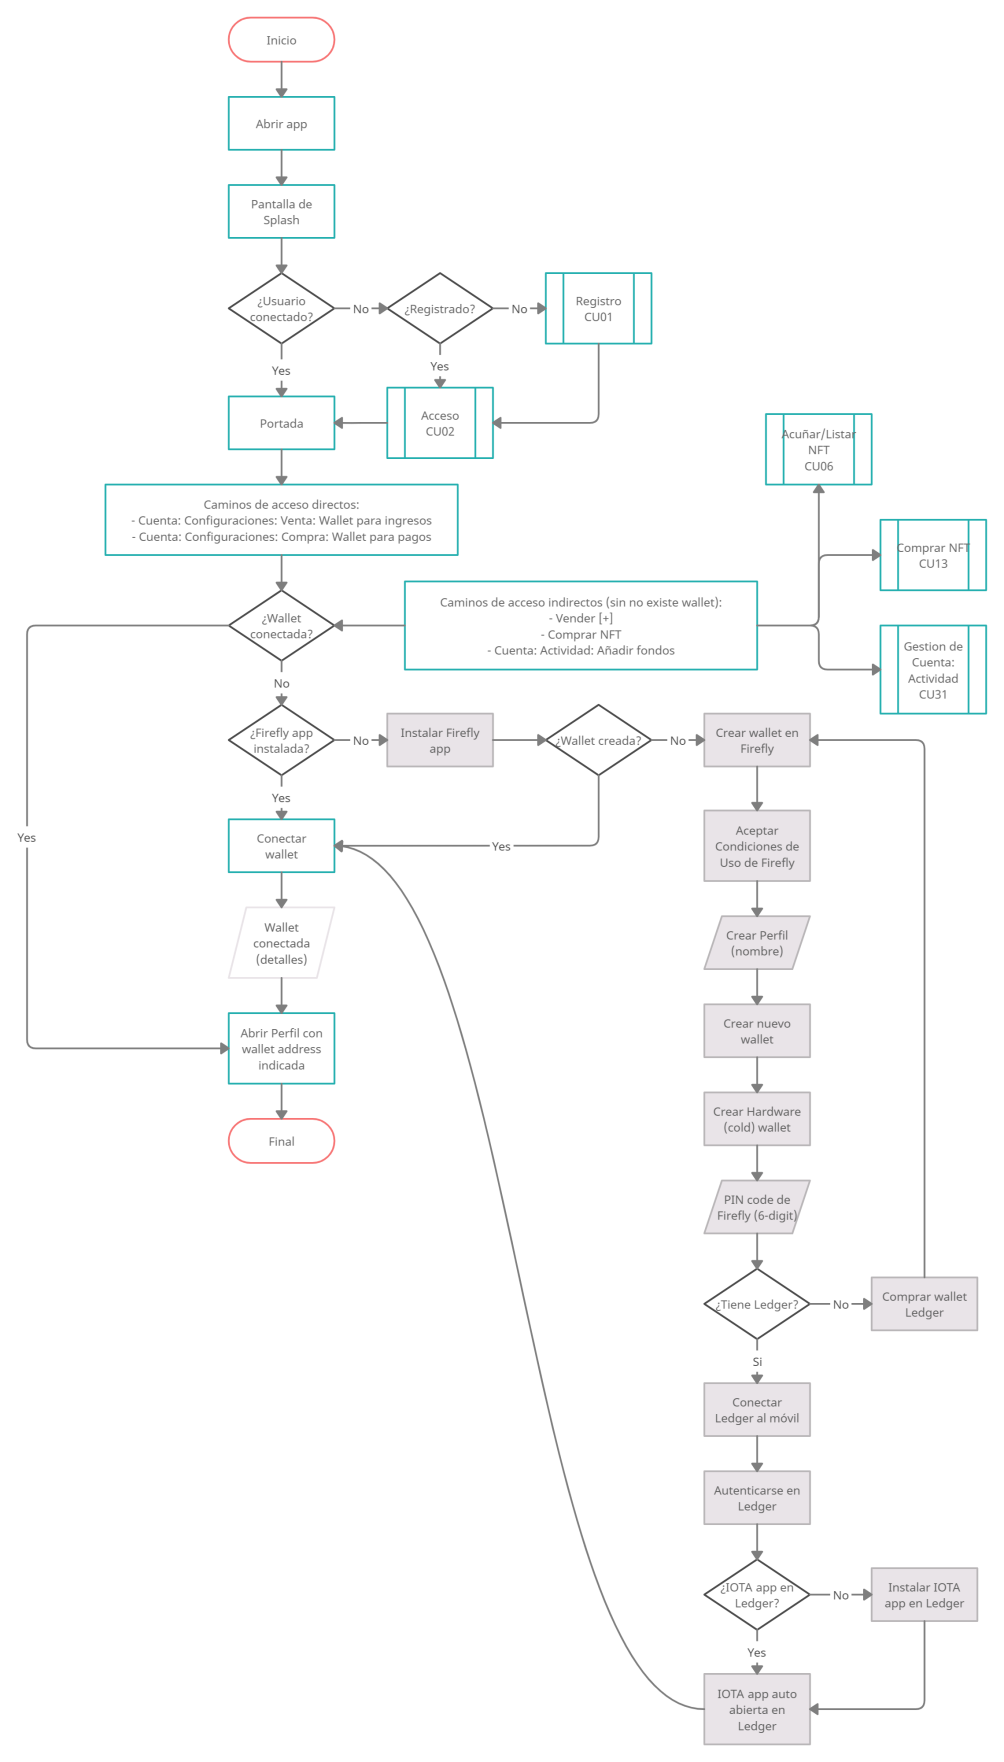 Inicio
Abrir app
Pantalla de
Splash
¿Usuario
conectado?
No
¿Registrado?
No
Registro
CU01
Yes
Yes
Portada
Acceso
CU02
Acuñar/Listar
NFT
CU06
Caminos de acceso directos:
- Cuenta: Configuraciones: Venta: Wallet para ingresos
- Cuenta: Configuraciones: Compra: Wallet para pagos
Comprar NFT
CU13
¿Wallet
conectada?
Caminos de acceso indirectos (sin no existe wallet):
- Vender [+]
- Comprar NFT
- Cuenta: Actividad: Añadir fondos
Gestion de
Cuenta:
Actividad
CU31
No
¿Firefly app
instalada?
No
Instalar Firefly
app
¿Wallet creada?
No
Crear wallet en
Firefly
Yes
Yes
Conectar
wallet
Yes
Aceptar
Condiciones de
Uso de Firefly
Wallet
conectada
(detalles)
Crear Perfil
(nombre)
Abrir Perfil con
wallet address
indicada
Crear nuevo
wallet
Final
Crear Hardware
(cold) wallet
PIN code de
Firefly (6-digit)
¿Tiene Ledger?
No
Comprar wallet
Ledger
Si
Conectar
Ledger al móvil
Autenticarse en
Ledger
¿IOTA app en
Ledger?
No
Instalar IOTA
app en Ledger
Yes
IOTA app auto
abierta en
Ledger